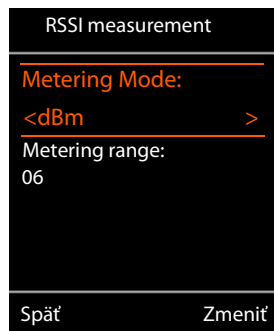 RSSI measurement
Metering Mode:
<dBm >
Metering range:
06
Späť Zmeniť